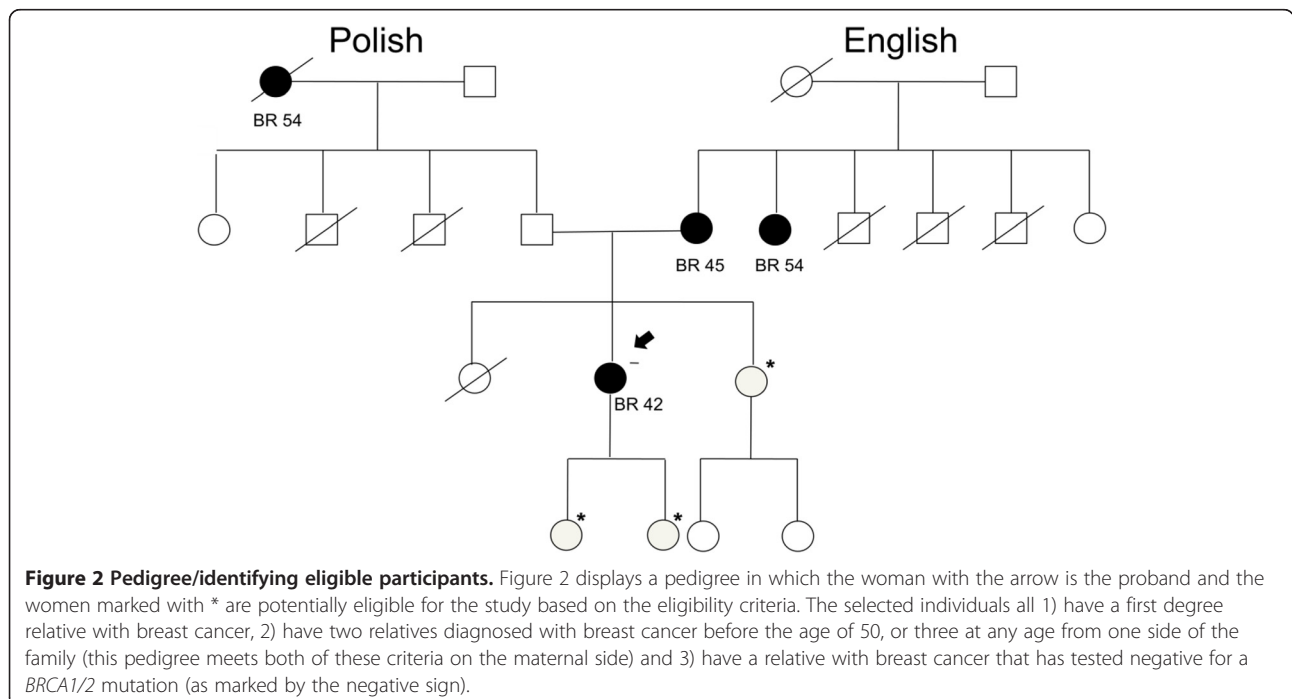 Polish English
BR 54
BR 45 BR 54
–
*
BR 42
* *
Figure 2 Pedigree/identifying eligible participants. Figure 2 displays a pedigree in which the woman with the arrow is the proband and the
women marked with * are potentially eligible for the study based on the eligibility criteria. The selected individuals all 1) have a first degree
relative with breast cancer, 2) have two relatives diagnosed with breast cancer before the age of 50, or three at any age from one side of the
family (this pedigree meets both of these criteria on the maternal side) and 3) have a relative with breast cancer that has tested negative for a
BRCA1/2 mutation (as marked by the negative sign).